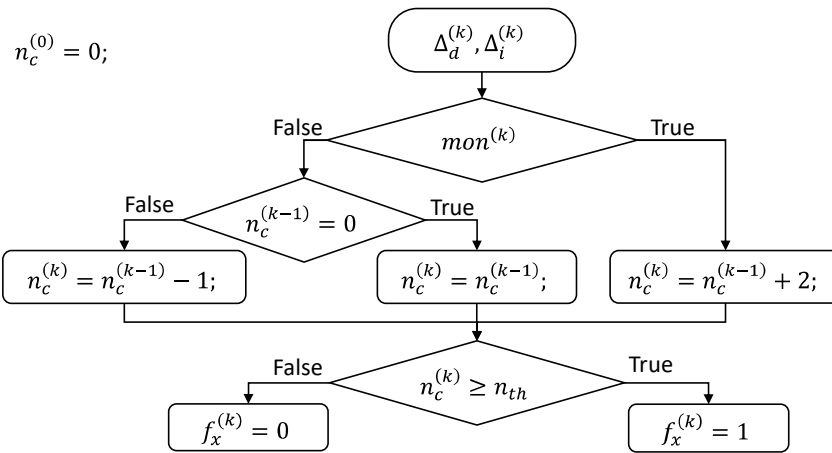 n_c^(0) = 0;
Δ_d^(k), Δ_i^(k)
False
mon^(k)
True
False
n_c^(k−1) = 0
True
n_c^(k) = n_c^(k−1) − 1;
n_c^(k) = n_c^(k−1);
n_c^(k) = n_c^(k−1) + 2;
False
n_c^(k) ≥ n_th
True
f_x^(k) = 0
f_x^(k) = 1